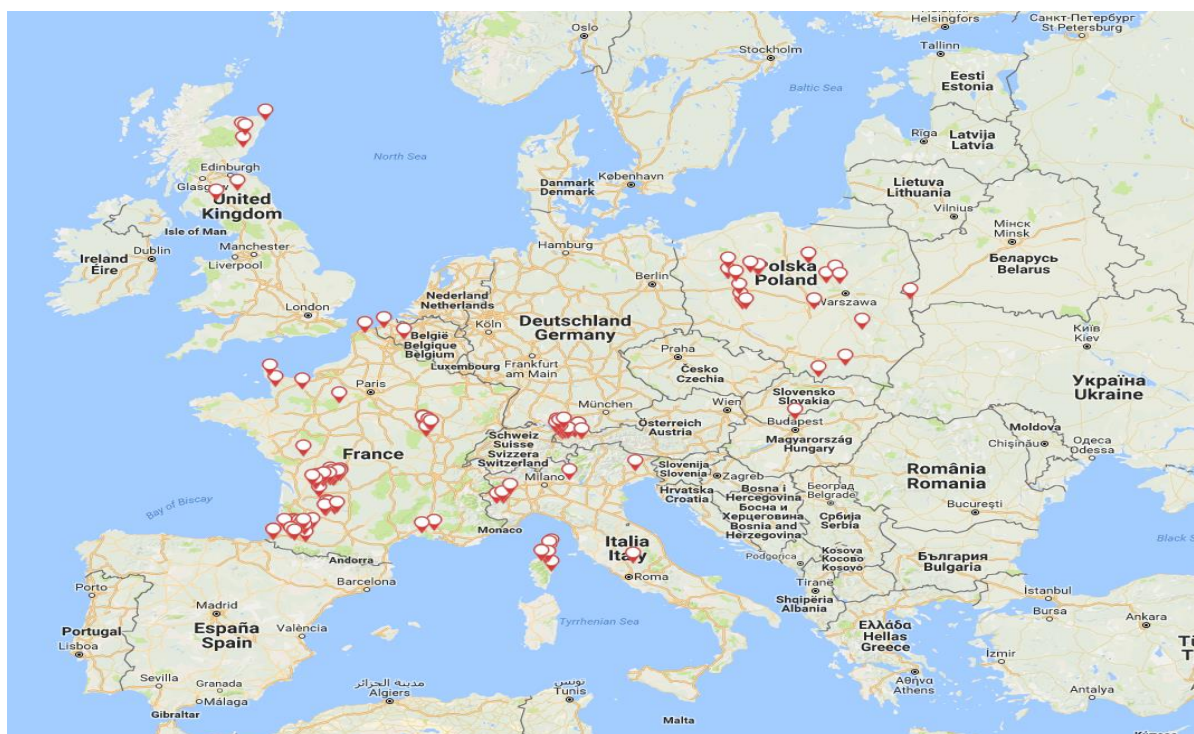 Oslo
Helsinki
Helsingfors
Санкт-Петербург
St Petersburg
Stockholm
Tallinn
Eesti
Estonia
Baltic Sea
Rīga
Latvija
Latvia
North Sea
Edinburgh
Glasgow
United
Kingdom
Isle of Man
København
Danmark
Denmark
Lietuva
Lithuania
Vilnius
Мінск
Minsk
Беларусь
Belarus
Dublin
Ireland
Éire
Manchester
Liverpool
Hamburg
Berlin
Polska
Poland
Warszawa
London
Nederland
Netherlands
Köln
België
Belgique
Belgium
Deutschland
Germany
Luxembourg
Frankfurt
am Main
Praha
Česko
Czechia
Київ
Kiev
Україна
Ukraine
Paris
München
Wien
Slovensko
Slovakia
Österreich
Austria
Budapest
Magyarország
Hungary
Moldova
Chișinău
Одеса
Odessa
France
Schweiz
Suisse
Svizzera
Switzerland
Milano
Slovenija
Slovenia
Zagreb
Hrvatska
Croatia
România
Romania
București
Bosna i
Hercegovina
Босна и
Херцеговина
Bosnia and
Herzegovina
Београд
Belgrade
Србија
Serbia
Bay of Biscay
Monaco
Andorra
Italia
Italy
Roma
Podgorica
Kosova
Косово
Kosovo
България
Bulgaria
Black S
Porto
Barcelona
Madrid
España
Spain
València
Portugal
Lisboa
Tiranë
Shqipëria
Albania
İstanbul
Bursa
Ankara
Tyrrhenian Sea
Ελλάδα
Hellas
Greece
İzmir
Αθήνα
Athens
Antalya
Sevilla
Granada
Málaga
Gibraltar
مدينة الجزائر
Algiers
تونس
Tunis
Malta